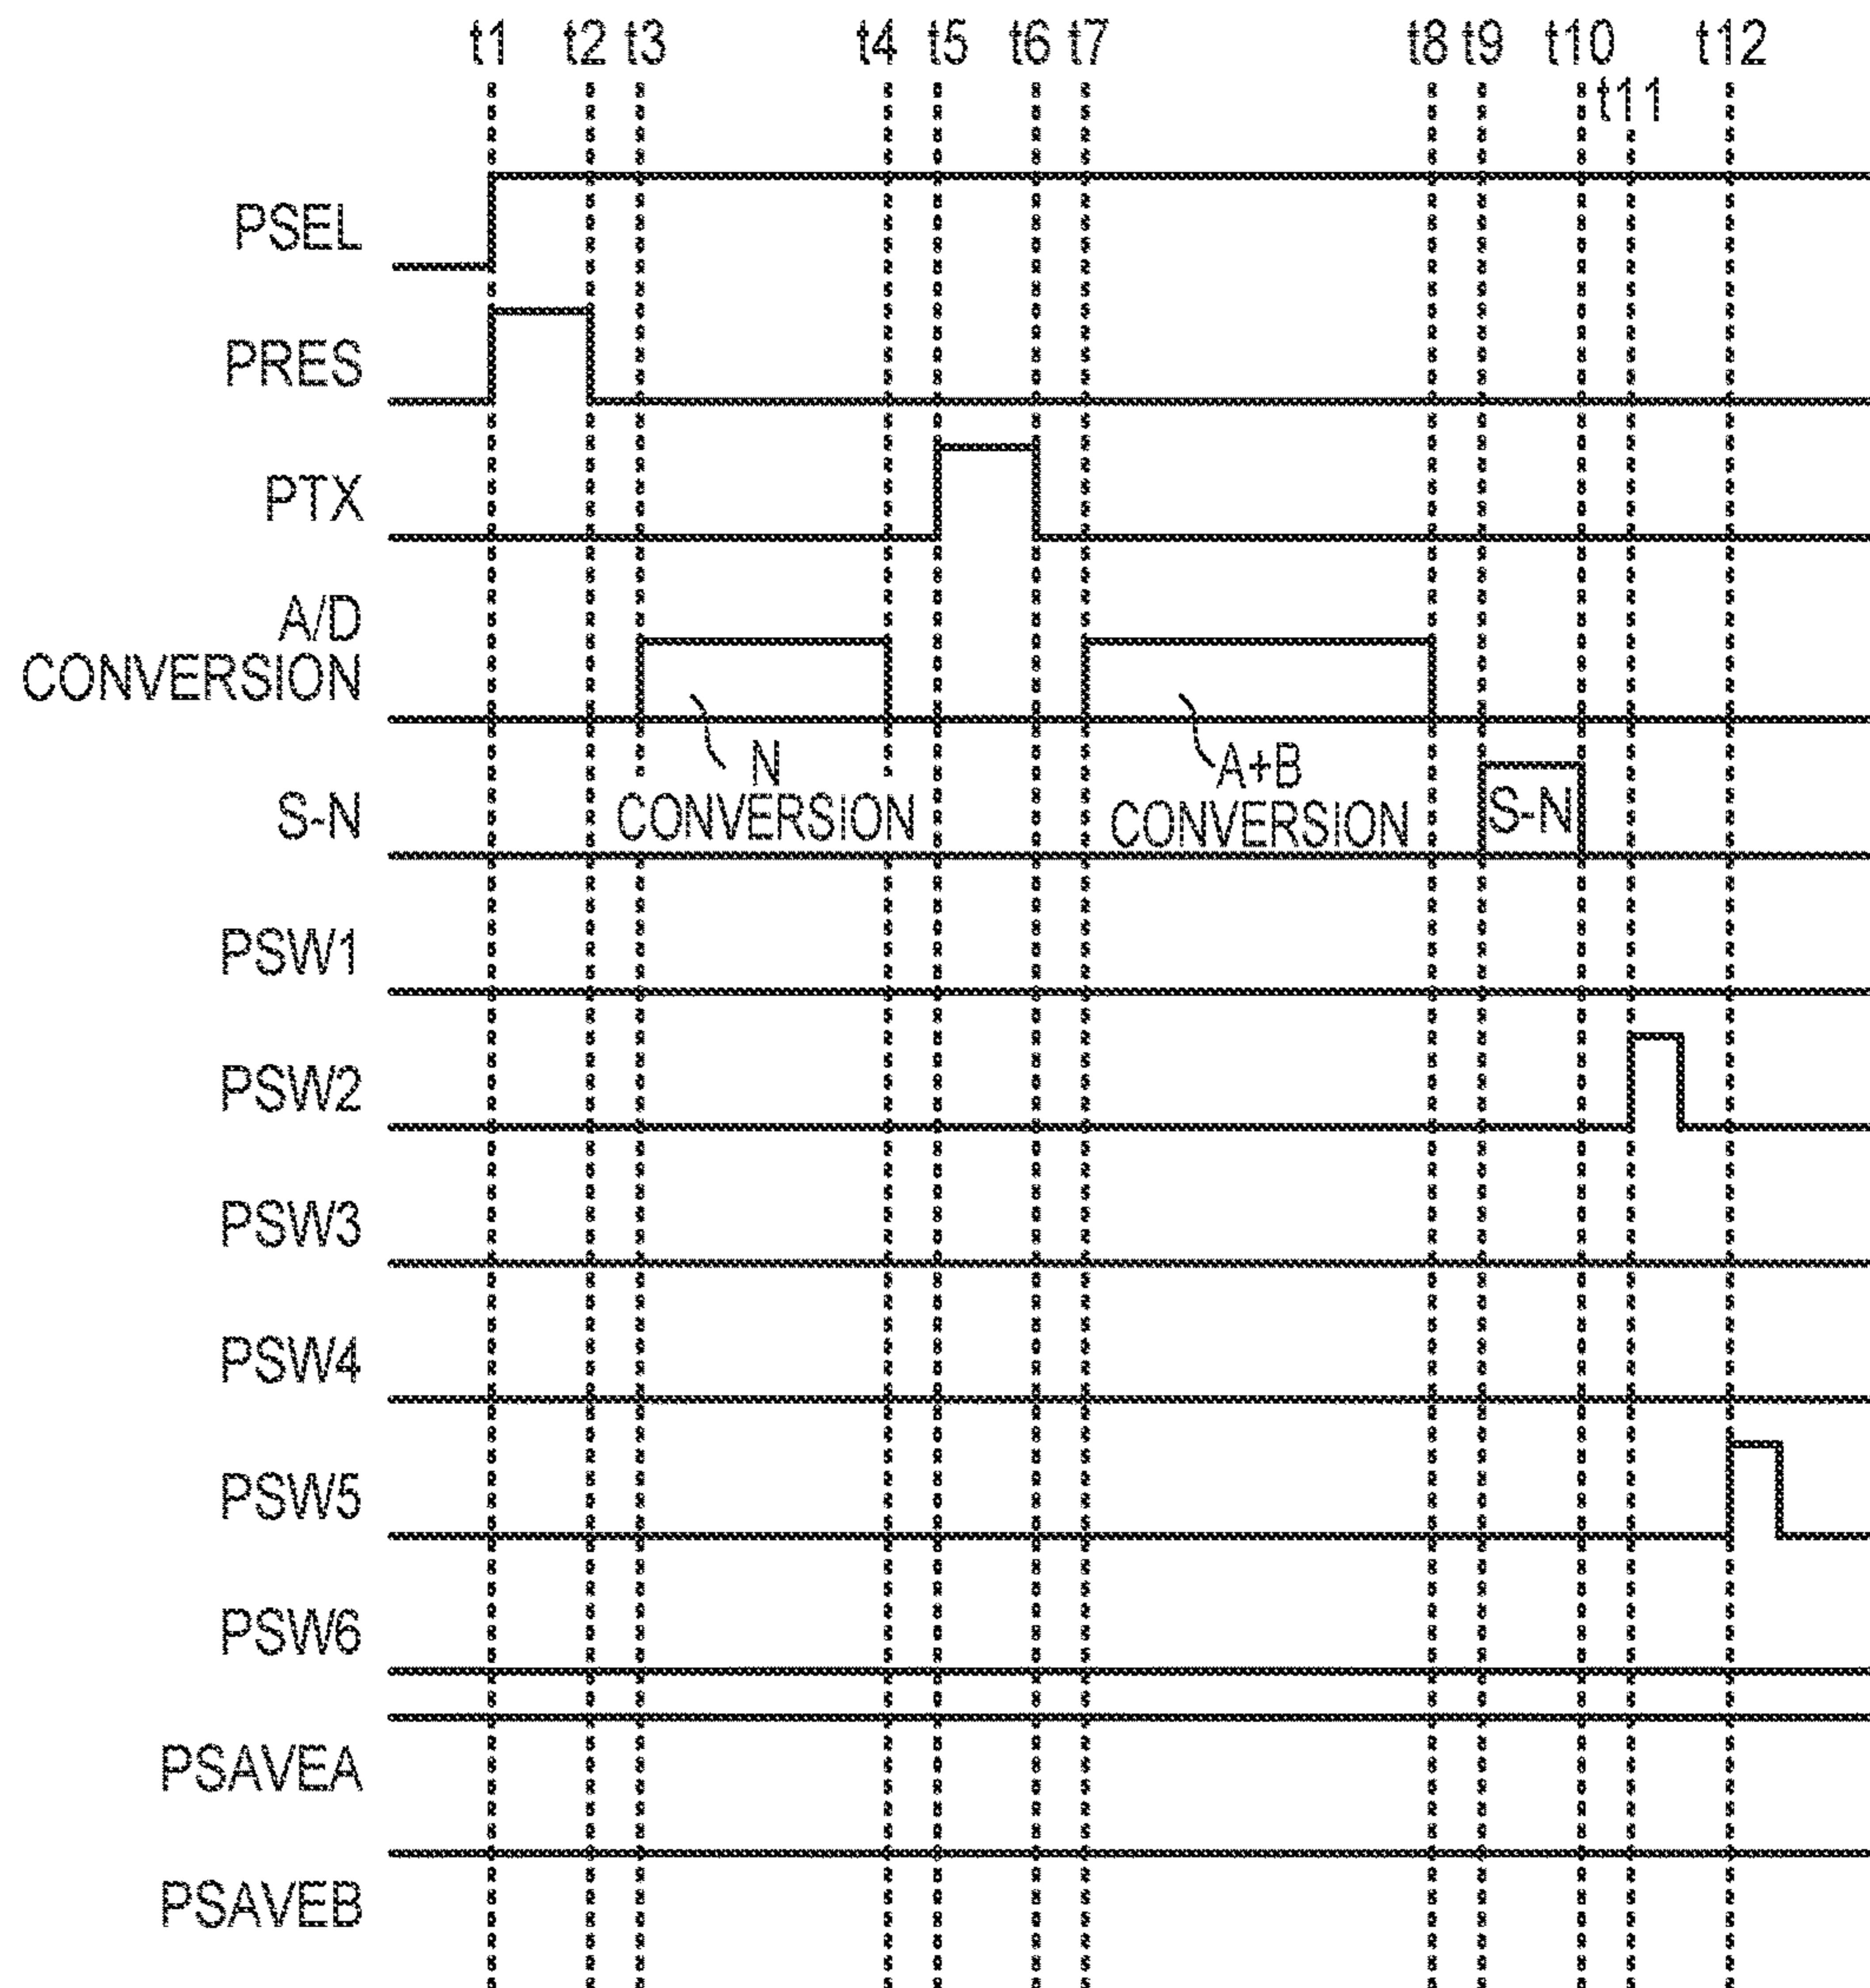 t1 t2 t3 t4 t5 t6 t7 t8 t9 t10 t12
t11
PSEL
PRES
PTX
A/D
CONVERSION
N
CONVERSION
A+B
CONVERSION
S-N
S-N
PSW1
PSW2
PSW3
PSW4
PSW5
PSW6
PSAVEA
PSAVEB